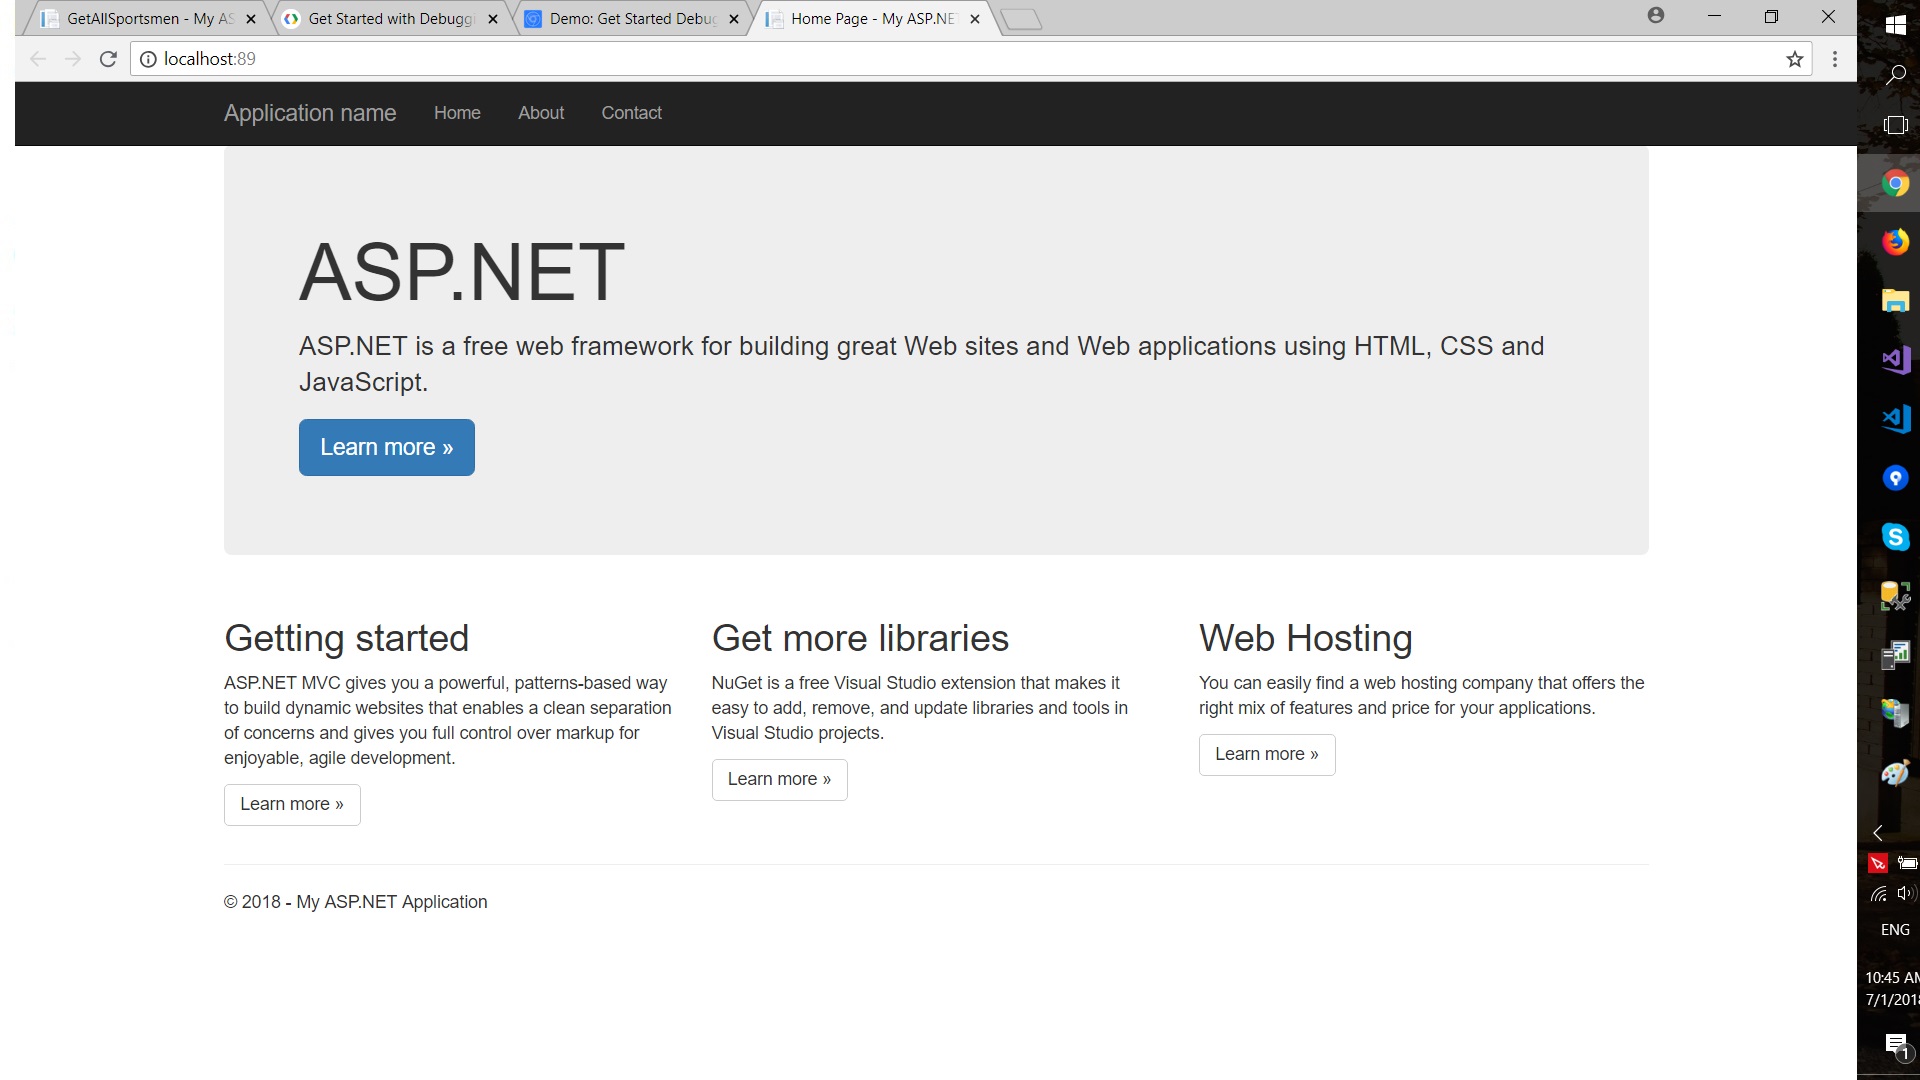 GetAllSportsmen - My AS
Get Started with Debuggi
Demo: Get Started Debug
Home Page - My ASP.NE
localhost:89
Application name
Home
About
Contact
ASP.NET
ASP.NET is a free web framework for building great Web sites and Web applications using HTML, CSS and
JavaScript.
Learn more »
Getting started
ASP.NET MVC gives you a powerful, patterns-based way
to build dynamic websites that enables a clean separation
of concerns and gives you full control over markup for
enjoyable, agile development.
Learn more »
Get more libraries
NuGet is a free Visual Studio extension that makes it
easy to add, remove, and update libraries and tools in
Visual Studio projects.
Learn more »
Web Hosting
You can easily find a web hosting company that offers the
right mix of features and price for your applications.
Learn more »
© 2018 - My ASP.NET Application
ENG
10:45 AM
7/1/2018
1